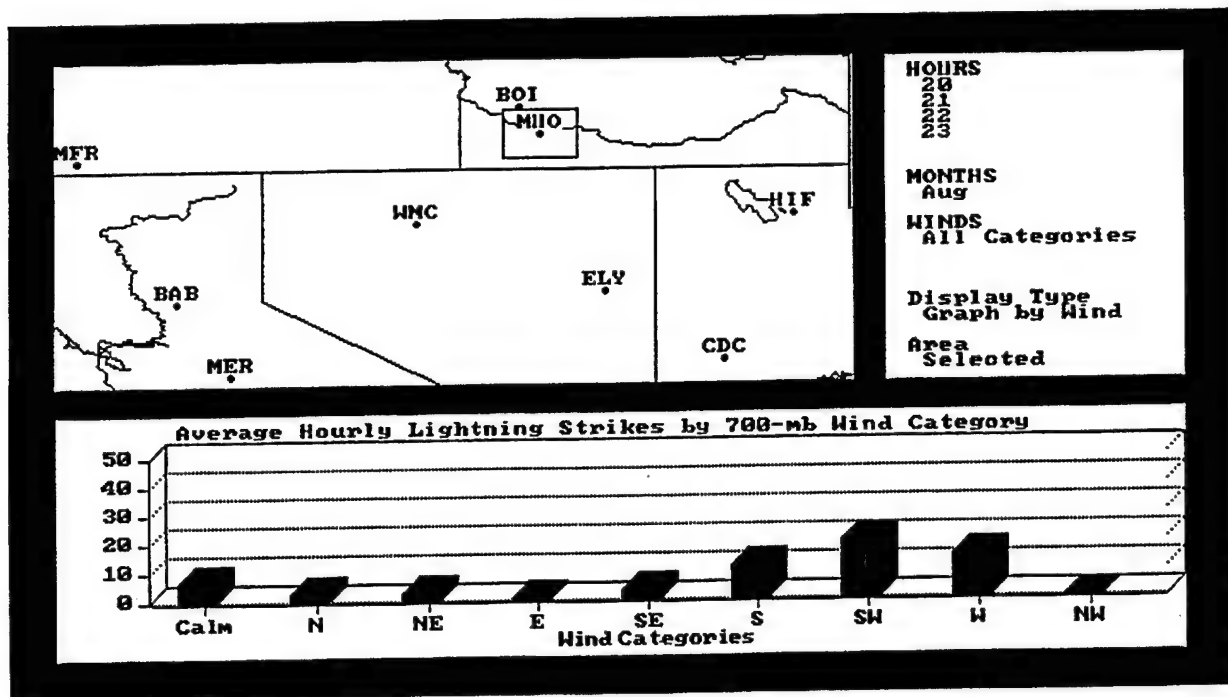 BOI
MUO
MFR
WMC
HIF
BAB
ELY
MER
CDC
HOURS
20
21
22
23
MONTHS
Aug
WINDS
All Categories
Display Type
Graph by Wind
Area
Selected
Average Hourly Lightning Strikes by 700-mb Wind Category
50
40
30
20
10
0
Calm N NE E SE S SW W NW
Wind Categories